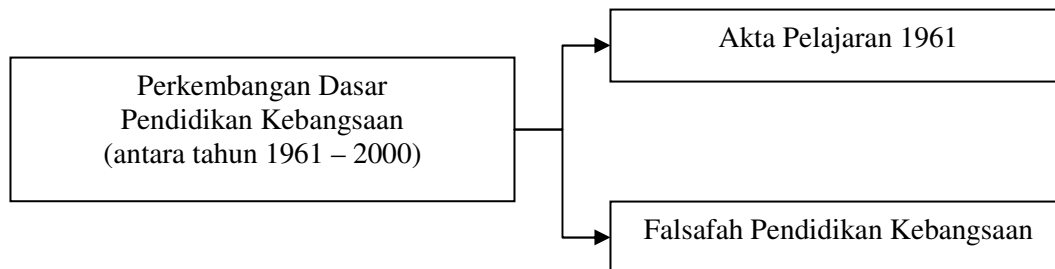 Perkembangan Dasar
Pendidikan Kebangsaan
(antara tahun 1961 – 2000)
Akta Pelajaran 1961
Falsafah Pendidikan Kebangsaan